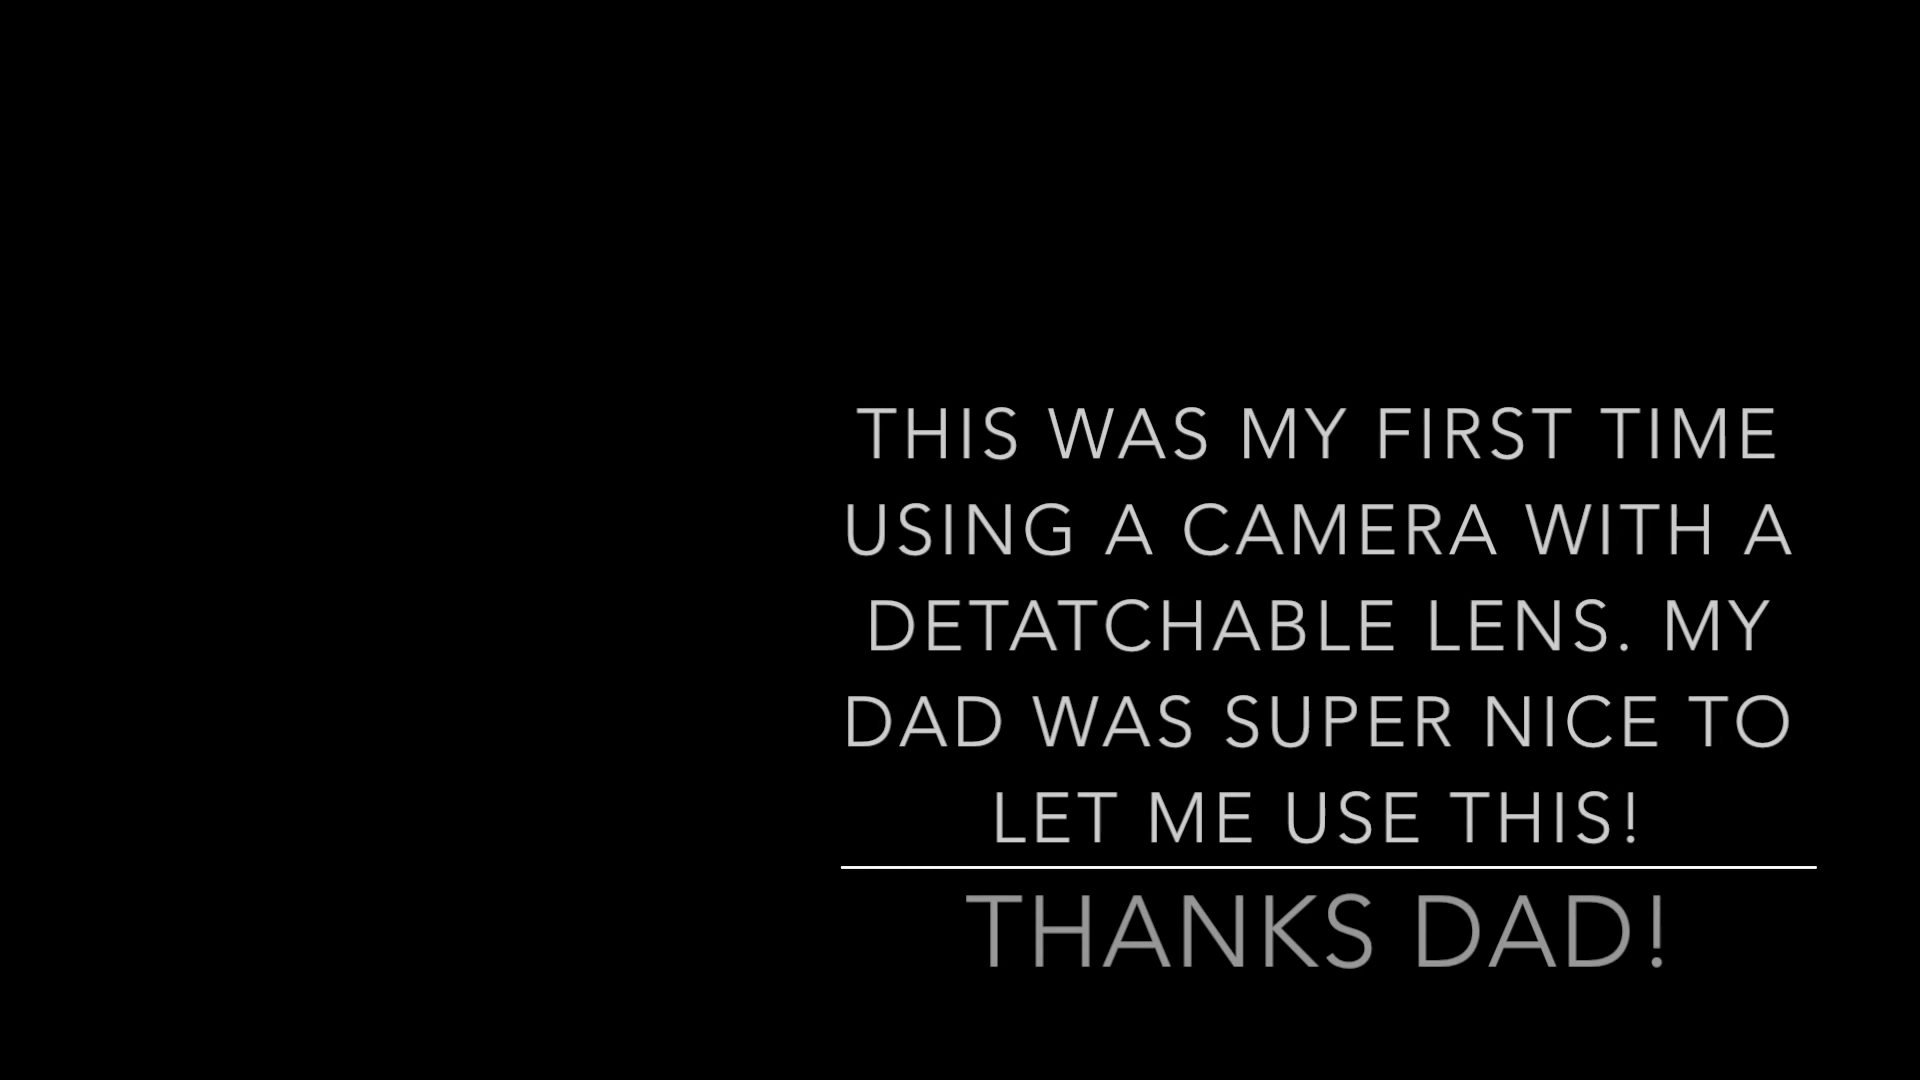 THIS WAS MY FIRST TIME
USING A CAMERA WITH A
DETATCHABLE LENS. MY
DAD WAS SUPER NICE TO
LET ME USE THIS!
THANKS DAD!